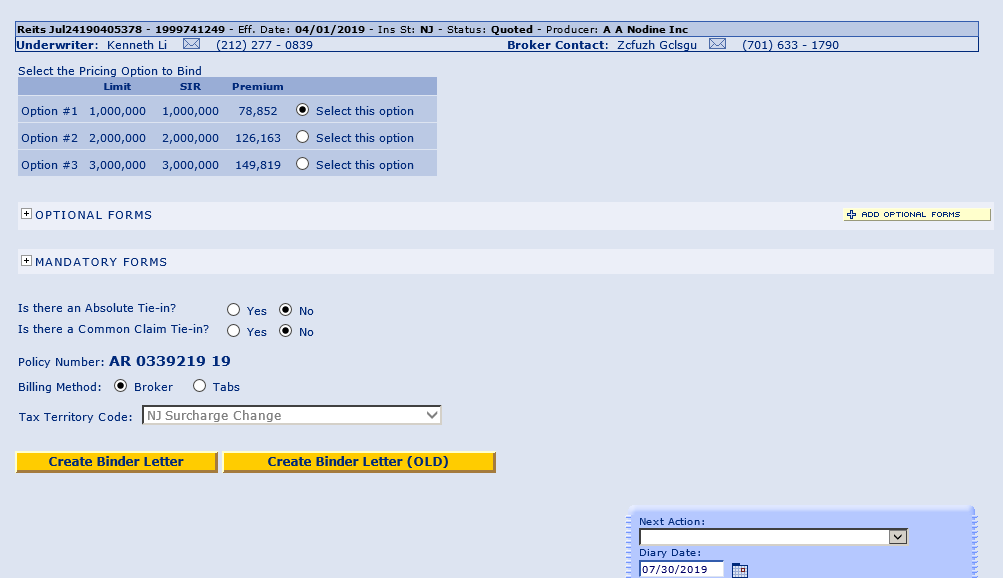 Reits Jul24190405378 - 1999741249 - Eff. Date: 04/01/2019 - Ins St: NJ - Status: Quoted - Producer: A A Nodine Inc
Underwriter: Kenneth Li (212) 277 - 0839 Broker Contact: Zcfuzh Gclsgu (701) 633 - 1790
Select the Pricing Option to Bind
Limit SIR Premium
Option #1 1,000,000 1,000,000 78,852 Select this option
Option #2 2,000,000 2,000,000 126,163 Select this option
Option #3 3,000,000 3,000,000 149,819 Select this option
OPTIONAL FORMS ADD OPTIONAL FORMS
MANDATORY FORMS
Is there an Absolute Tie-in? Yes No
Is there a Common Claim Tie-in? Yes No
Policy Number: AR 0339219 19
Billing Method: Broker Tabs
Tax Territory Code: NJ Surcharge Change
Create Binder Letter Create Binder Letter (OLD)
Next Action:
Diary Date:
07/30/2019